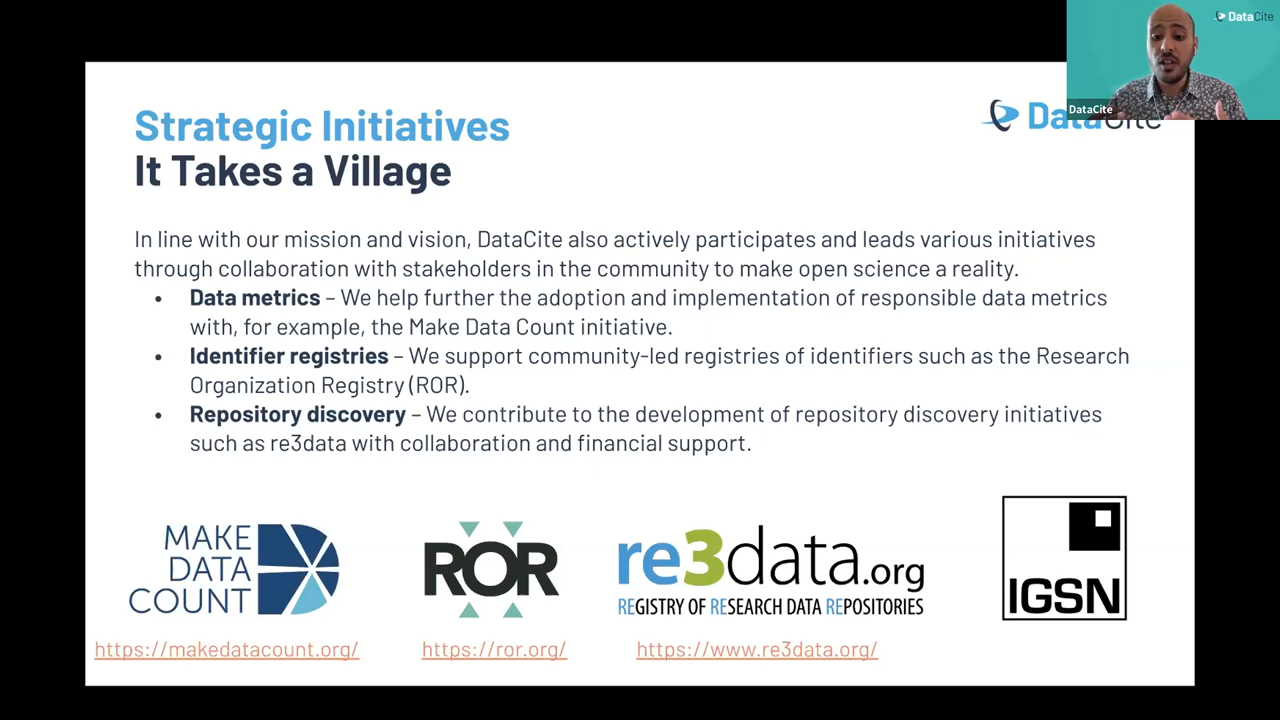 DataCite
DataCite
DataCite
Strategic Initiatives
It Takes a Village
In line with our mission and vision, DataCite also actively participates and leads various initiatives
through collaboration with stakeholders in the community to make open science a reality.
• Data metrics – We help further the adoption and implementation of responsible data metrics
with, for example, the Make Data Count initiative.
• Identifier registries – We support community-led registries of identifiers such as the Research
Organization Registry (ROR).
• Repository discovery – We contribute to the development of repository discovery initiatives
such as re3data with collaboration and financial support.
MAKE
DATA
COUNT
ROR
re3data.org
REGISTRY OF RESEARCH DATA REPOSITORIES
IGSN
https://makedatacount.org/
https://ror.org/
https://www.re3data.org/